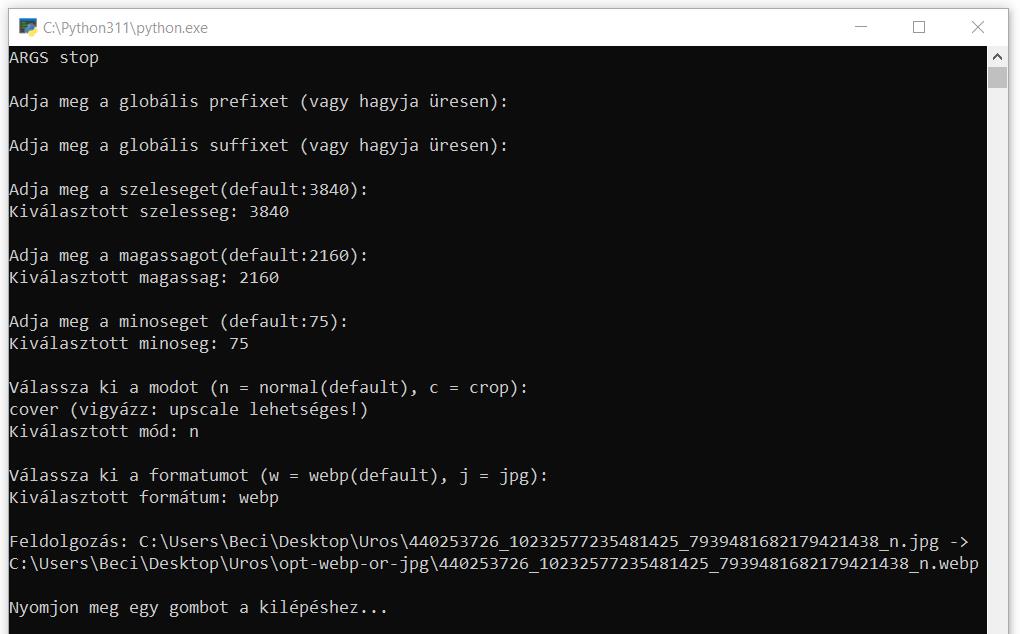 C:\Python311\python.exe
ARGS stop
Adja meg a globális prefixet (vagy hagyja üresen):
Adja meg a globális suffixet (vagy hagyja üresen):
Adja meg a szeleseget(default:3840):
Kiválasztott szelesseg: 3840
Adja meg a magassagot(default:2160):
Kiválasztott magassag: 2160
Adja meg a minoseget (default:75):
Kiválasztott minoseg: 75
Válassza ki a modot (n = normal(default), c = crop):
cover (vigyázz: upscale lehetséges!)
Kiválasztott mód: n
Válassza ki a formatumot (w = webp(default), j = jpg):
Kiválasztott formátum: webp
Feldolgozás: C:\Users\Beci\Desktop\Uros\440253726_10232577235481425_7939481682179421438_n.jpg ->
C:\Users\Beci\Desktop\Uros\opt-webp-or-jpg\440253726_10232577235481425_7939481682179421438_n.webp
Nyomjon meg egy gombot a kilépéshez...